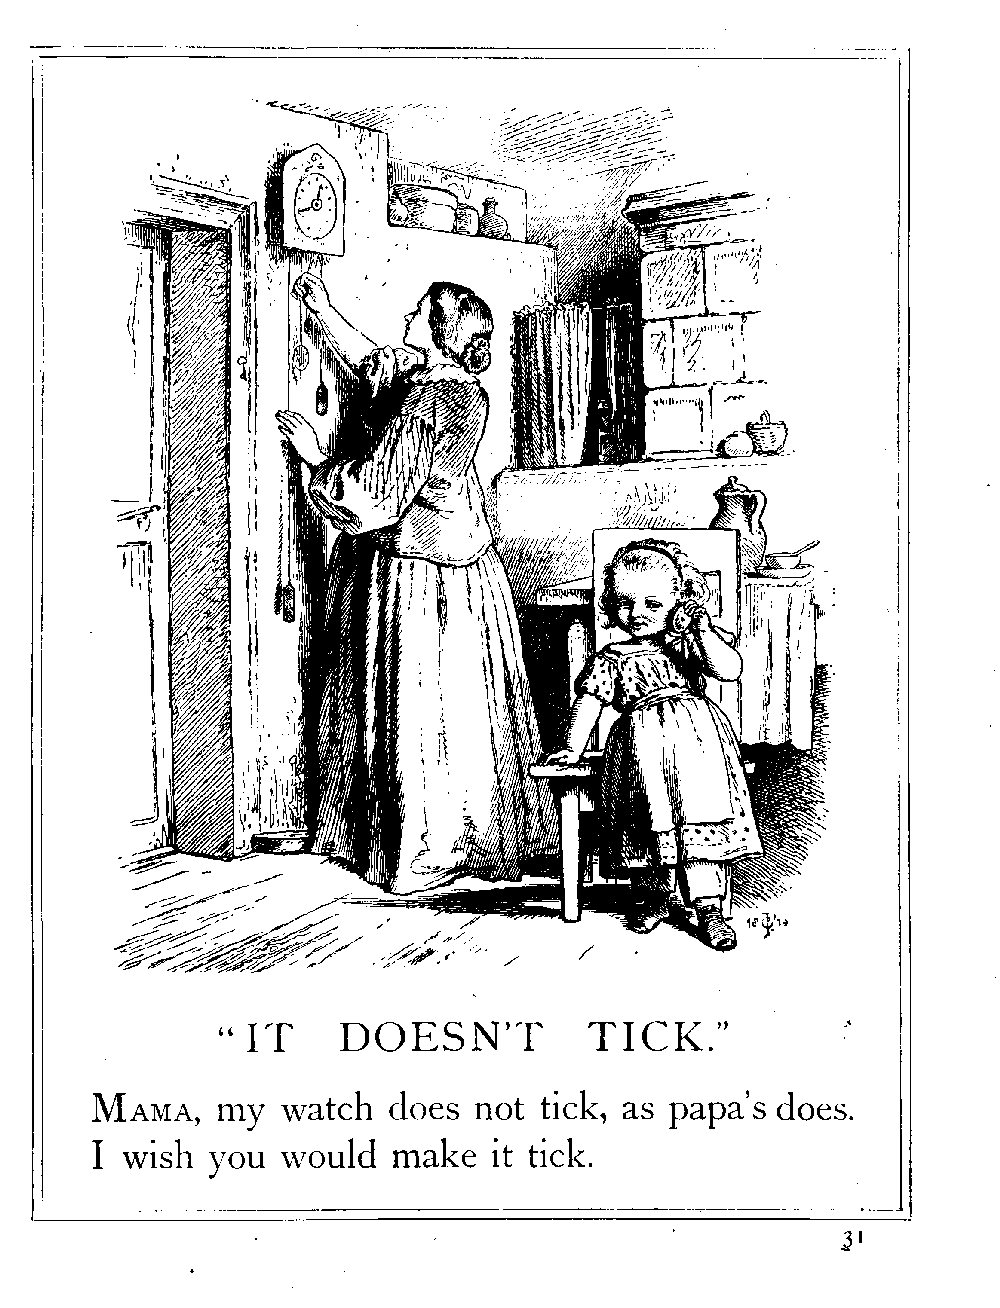 “IT DOESN’T TICK.”
MAMA, my watch does not tick, as papa’s does.
I wish you would make it tick.
31